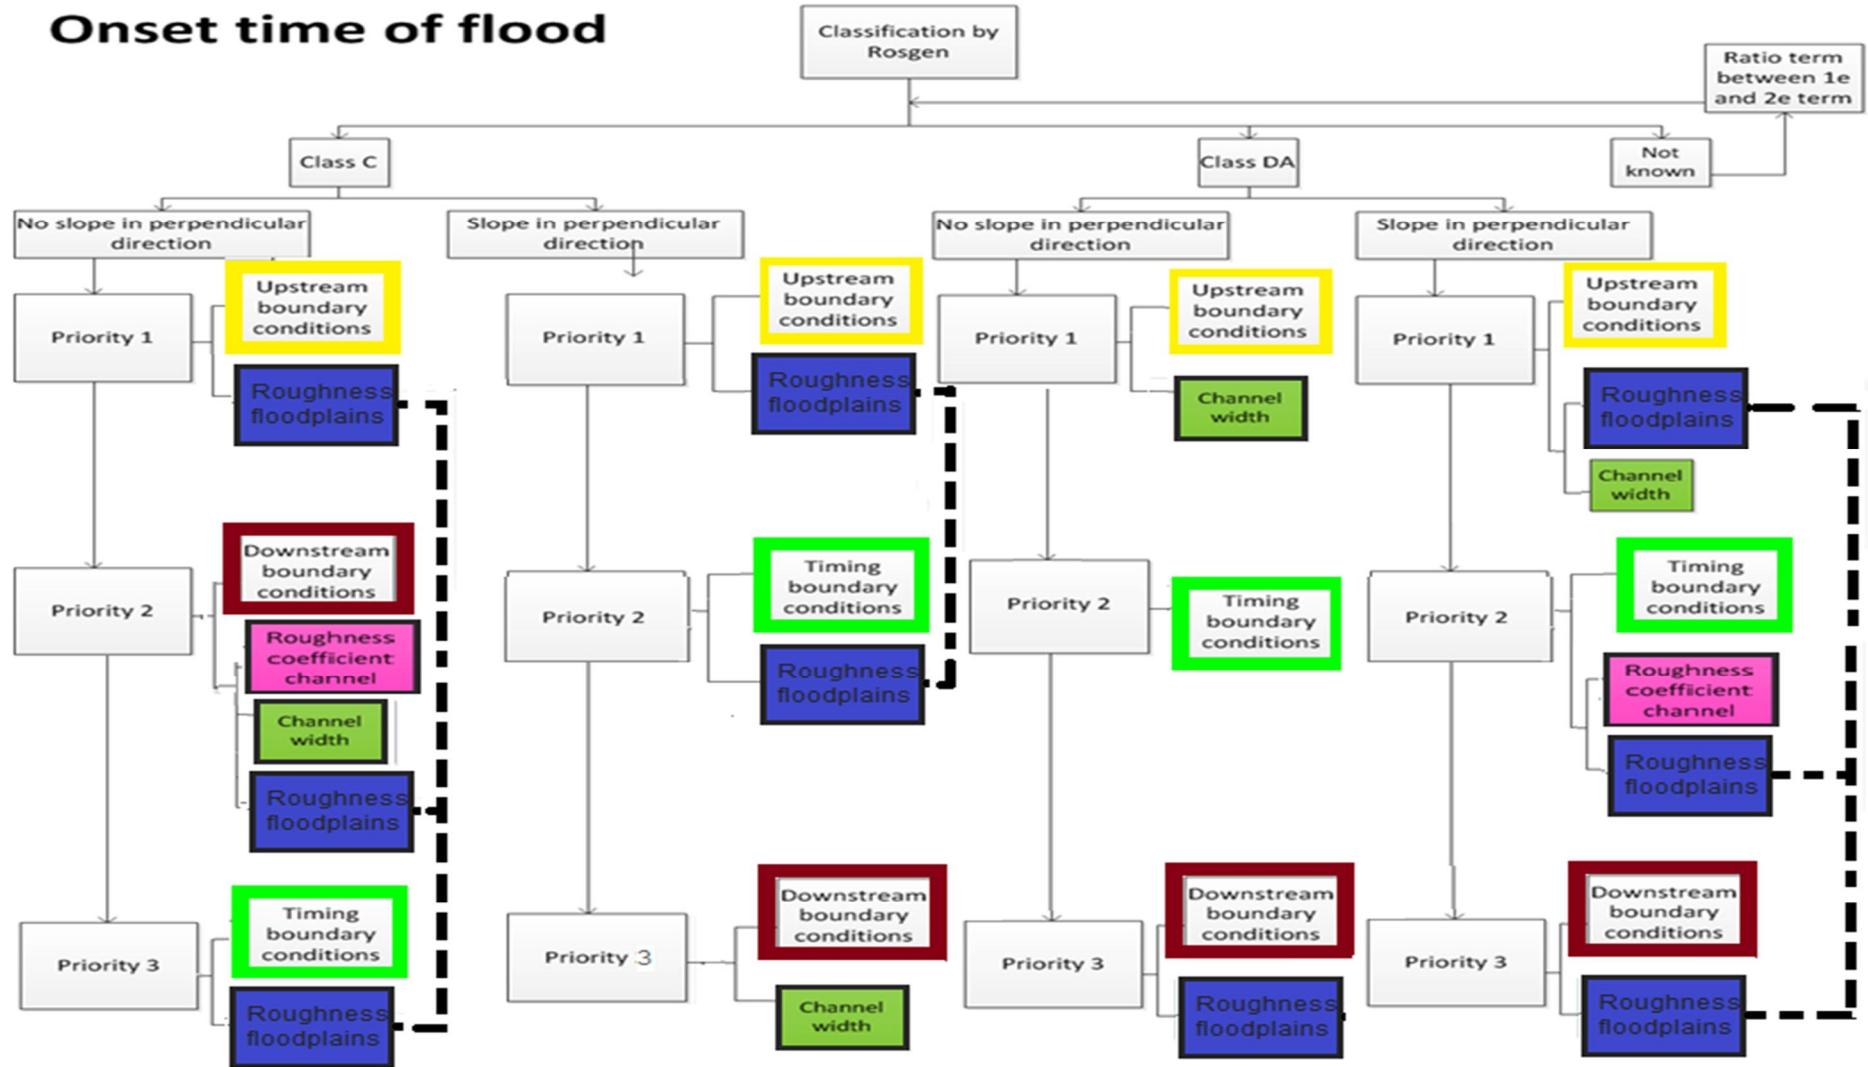 Onset time of flood
Classification by
Rosgen
Ratio term
between 1e
and 2e term
Class C
Class DA
Not
known
No slope in perpendicular
direction
Slope in perpendicular
direction
No slope in perpendicular
direction
Slope in perpendicular
direction
Priority 1
Upstream
boundary
conditions
Roughness
floodplains
Priority 1
Upstream
boundary
conditions
Roughness
floodplains
Priority 1
Upstream
boundary
conditions
Channel
width
Priority 1
Upstream
boundary
conditions
Roughness
floodplains
Channel
width
Priority 2
Downstream
boundary
conditions
Roughness
coefficient
channel
Channel
width
Roughness
floodplains
Priority 2
Timing
boundary
conditions
Roughness
floodplains
Priority 2
Timing
boundary
conditions
Priority 2
Timing
boundary
conditions
Roughness
coefficient
channel
Roughness
floodplains
Priority 3
Timing
boundary
conditions
Roughness
floodplains
Priority 3
Downstream
boundary
conditions
Channel
width
Priority 3
Downstream
boundary
conditions
Roughness
floodplains
Priority 3
Downstream
boundary
conditions
Roughness
floodplains